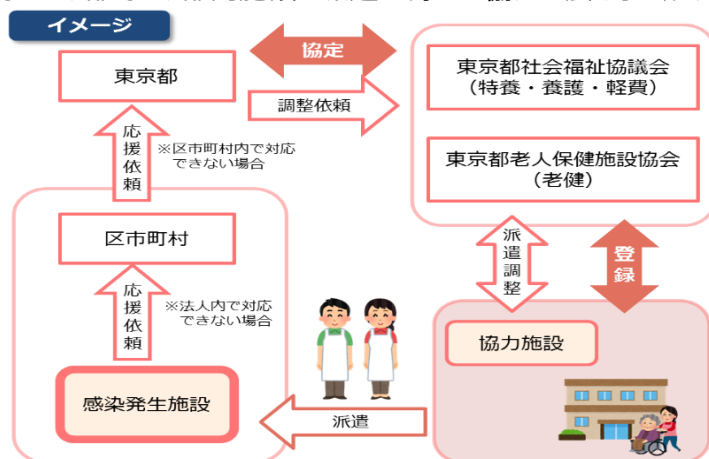 イメージ
東京都
協定
調整依頼
東京都社会福祉協議会
（特養・養護・軽費）
東京都老人保健施設協会
（老健）
応援依頼
※区市町村内で対応
できない場合
区市町村
応援依頼
※法人内で対応
できない場合
感染発生施設
派遣調整
登録
協力施設
派遣